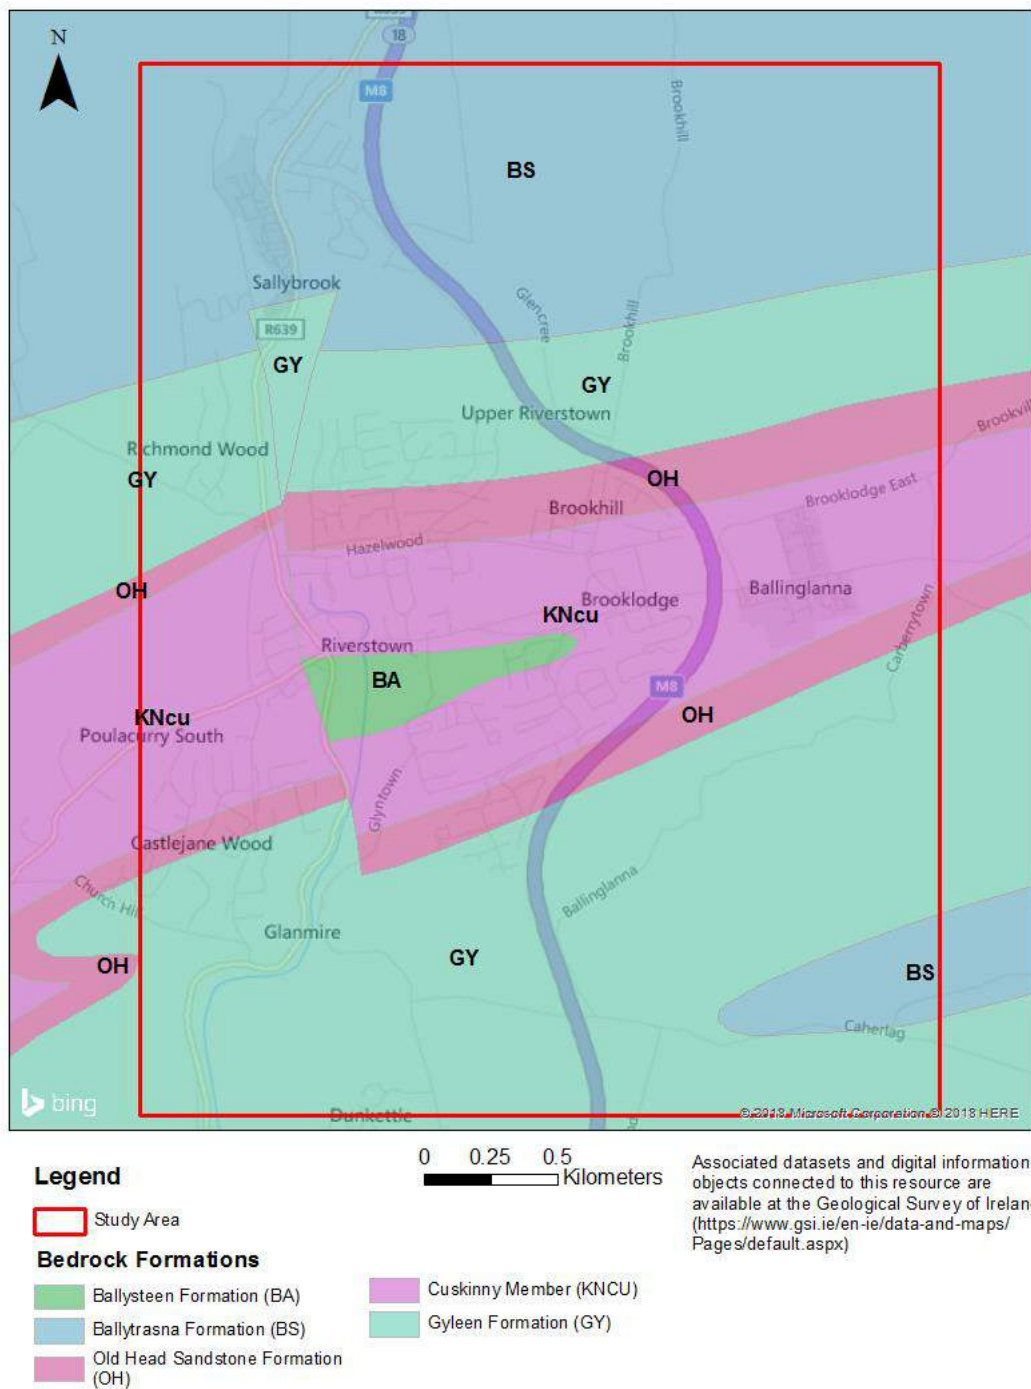 N
R639
18
M8
Brookhill
BS
Sallybrook
Glencree
Brookhill
R639
GY
GY
Upper Riverstown
Richmond Wood
GY
OH
Brookhill
Brooklodge East
Hazelwood
OH
Brooklodge
Ballinglanna
KNcu
Riverstown
Carberrytown
BA
M8
KNcu
OH
Poulacurry South
Glyntown
Castlejane Wood
Church Hill
Ballinglanna
Glanmire
GY
OH
BS
Caherlag
bing
Dunkettle
© 2018 Microsoft Corporation © 2018 HERE
Legend
Study Area
Bedrock Formations
Ballysteen Formation (BA)
Ballytrasna Formation (BS)
Old Head Sandstone Formation
(OH)
Cuskinny Member (KNCU)
Gyleen Formation (GY)
0 0.25 0.5
Kilometers
Associated datasets and digital information
objects connected to this resource are
available at the Geological Survey of
(https://www.gsi.ie/en-ie/data-and-maps/
Pages/default.aspx)